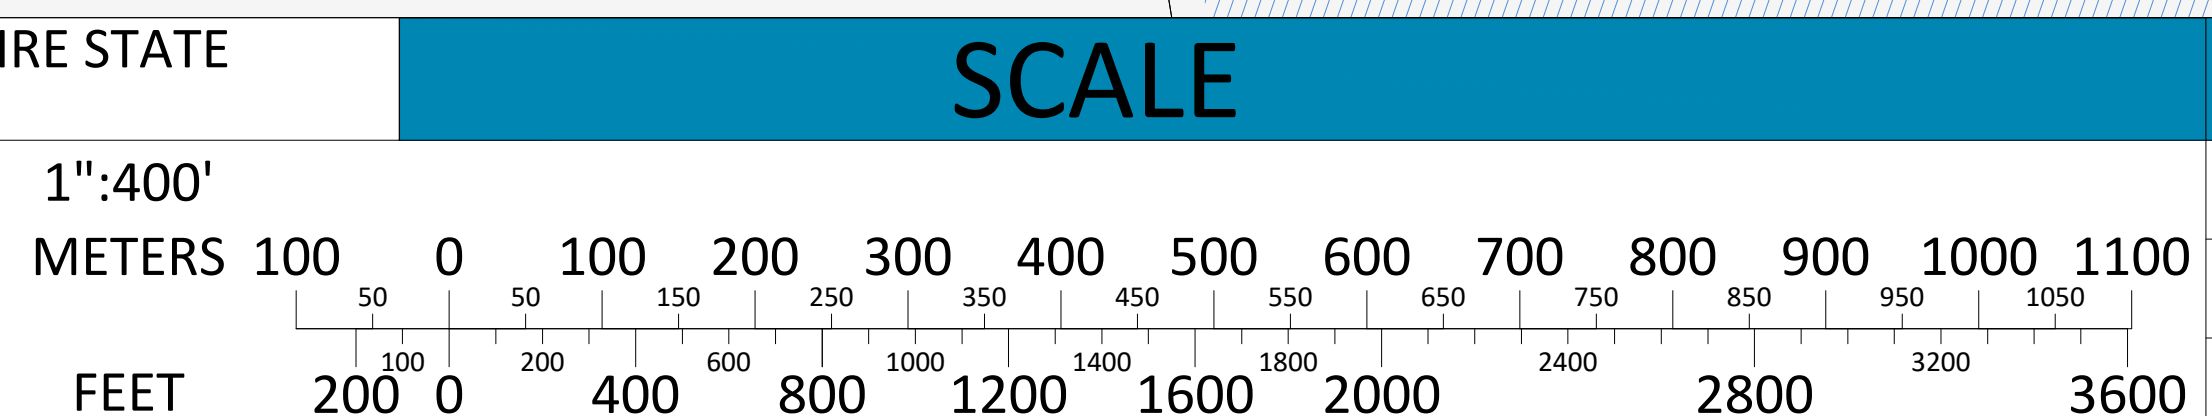 IRE STATE
SCALE
1":400'
METERS 100 0 100 200 300 400 500 600 700 800 900 1000 1100
50 50 150 250 350 450 550 650 750 850 950 1050
100 200 600 1000 1400 1800 2400 3200
FEET 200 0 400 800 1200 1600 2000 2800 3600